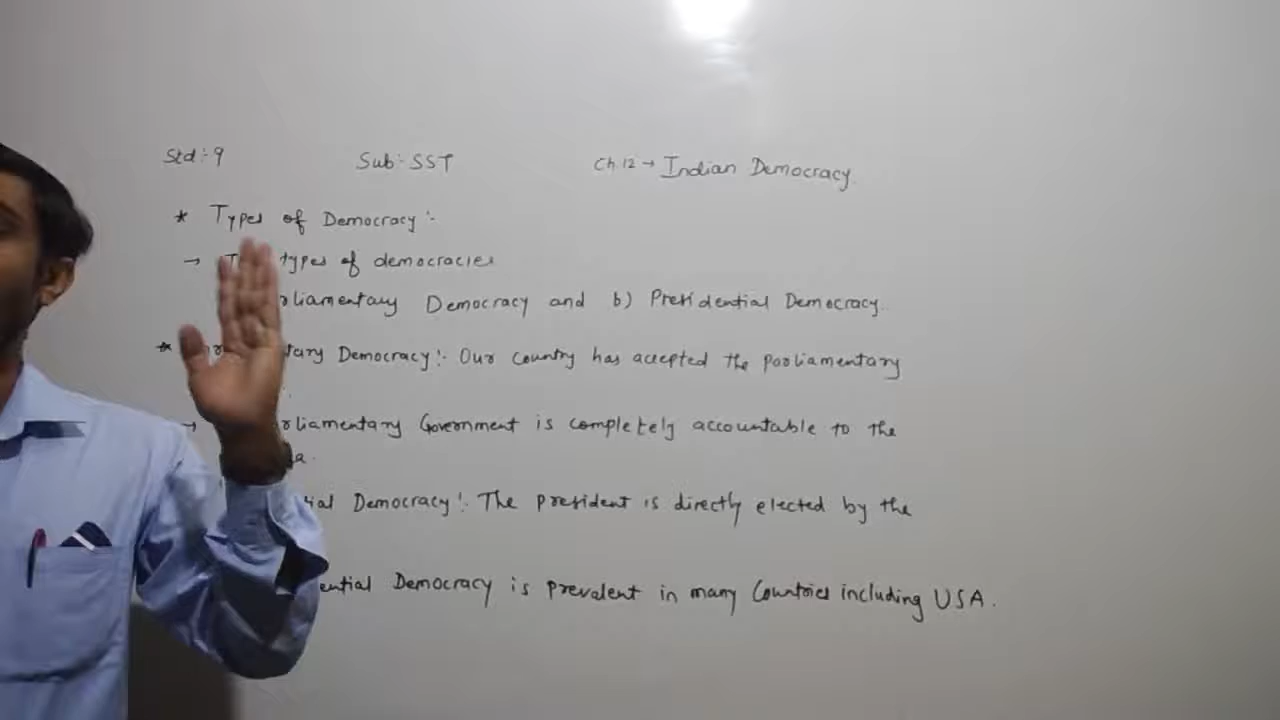 Std:- 9 Sub:- SST Ch. 12 → Indian Democracy
* Types of Democracy :-
→ types of democracies
Democracy and b) Presidential Democracy.
* Democracy :- Our country has accepted the parliamentary
→ Government is completely accountable to the
Democracy :- The president is directly elected by the
Democracy is prevalent in many Countries including USA.